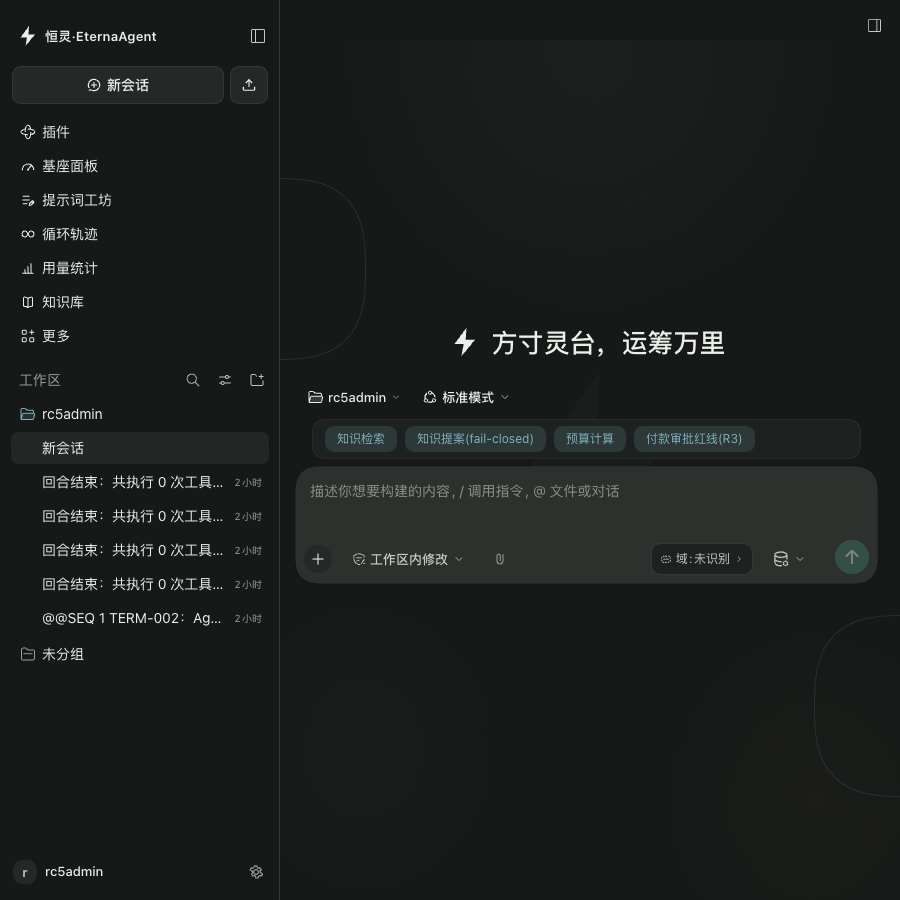 恒灵·EternaAgent
新会话
插件
基座面板
提示词工坊
循环轨迹
用量统计
知识库
更多
工作区
rc5admin
新会话
回合结束：共执行 0 次工具... 2小时
回合结束：共执行 0 次工具... 2小时
回合结束：共执行 0 次工具... 2小时
回合结束：共执行 0 次工具... 2小时
@@SEQ 1 TERM-002：Ag... 2小时
未分组
r rc5admin
方寸灵台，运筹万里
rc5admin 标准模式
知识检索 知识提案(fail-closed) 预算计算 付款审批红线(R3)
描述你想要构建的内容, / 调用指令, @ 文件或对话
工作区内修改 域:未识别 ›